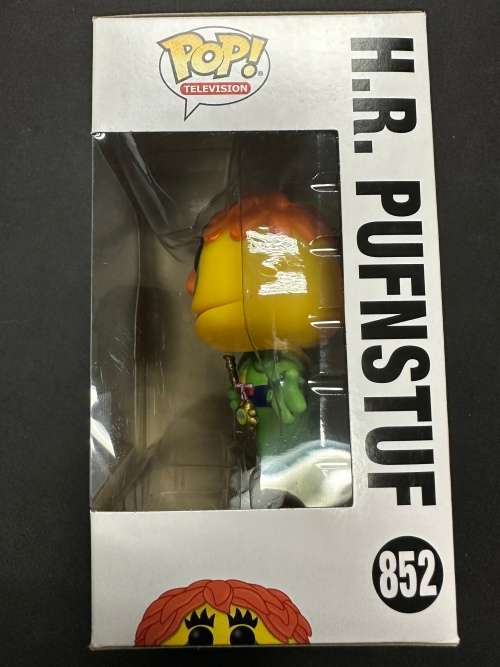 POP!
TELEVISION
H.R. PUFNSTUF
852